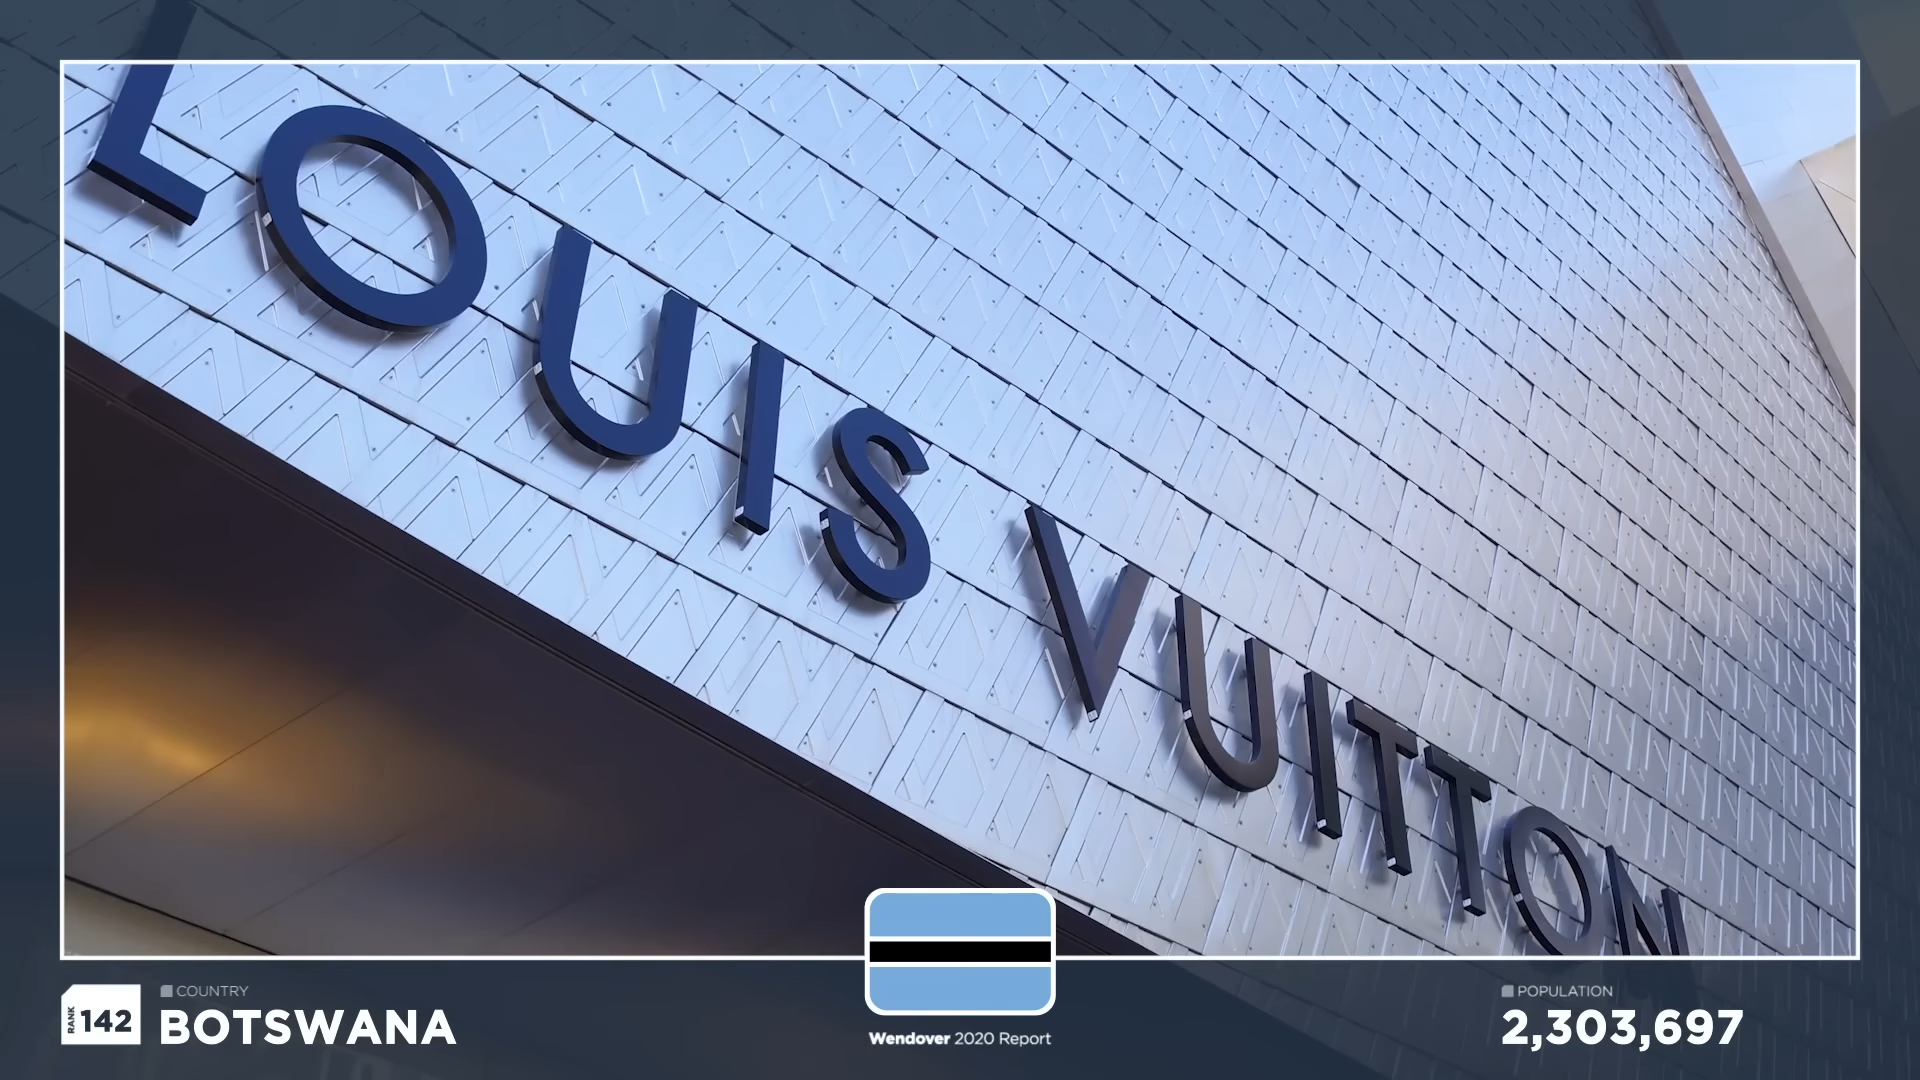 LOUIS VUITTON
RANK
142
COUNTRY
BOTSWANA
Wendover 2020 Report
POPULATION
2,303,697